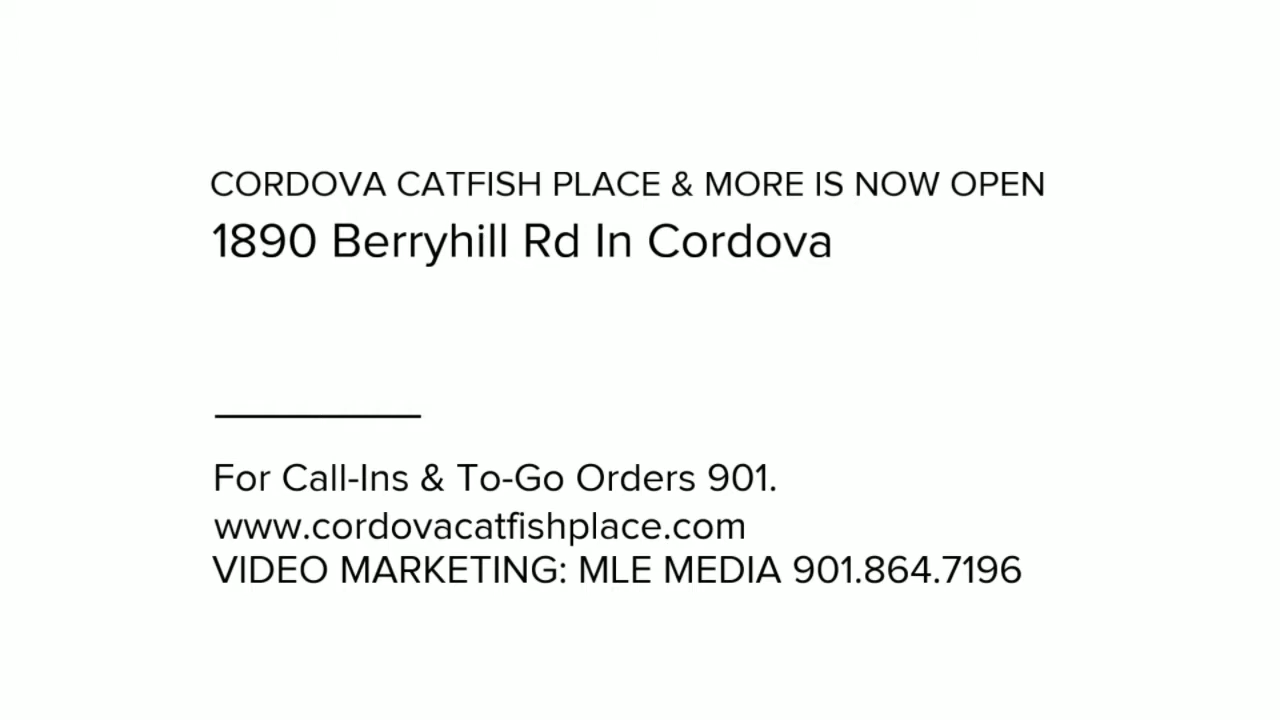 CORDOVA CATFISH PLACE & MORE IS NOW OPEN
1890 Berryhill Rd In Cordova
For Call-Ins & To-Go Orders 901.
www.cordovacatfishplace.com
VIDEO MARKETING: MLE MEDIA 901.864.7196